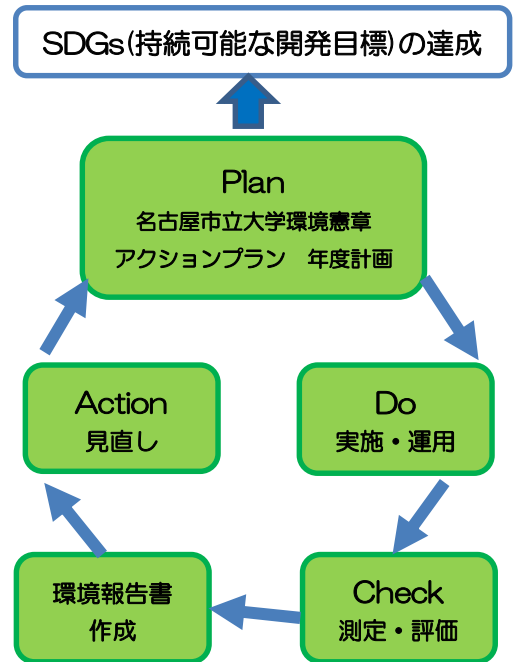 SDGs(持続可能な開発目標)の達成
Plan
名古屋市立大学環境憲章
アクションプラン　年度計画
Action
見直し
Do
実施・運用
環境報告書
作成
Check
測定・評価